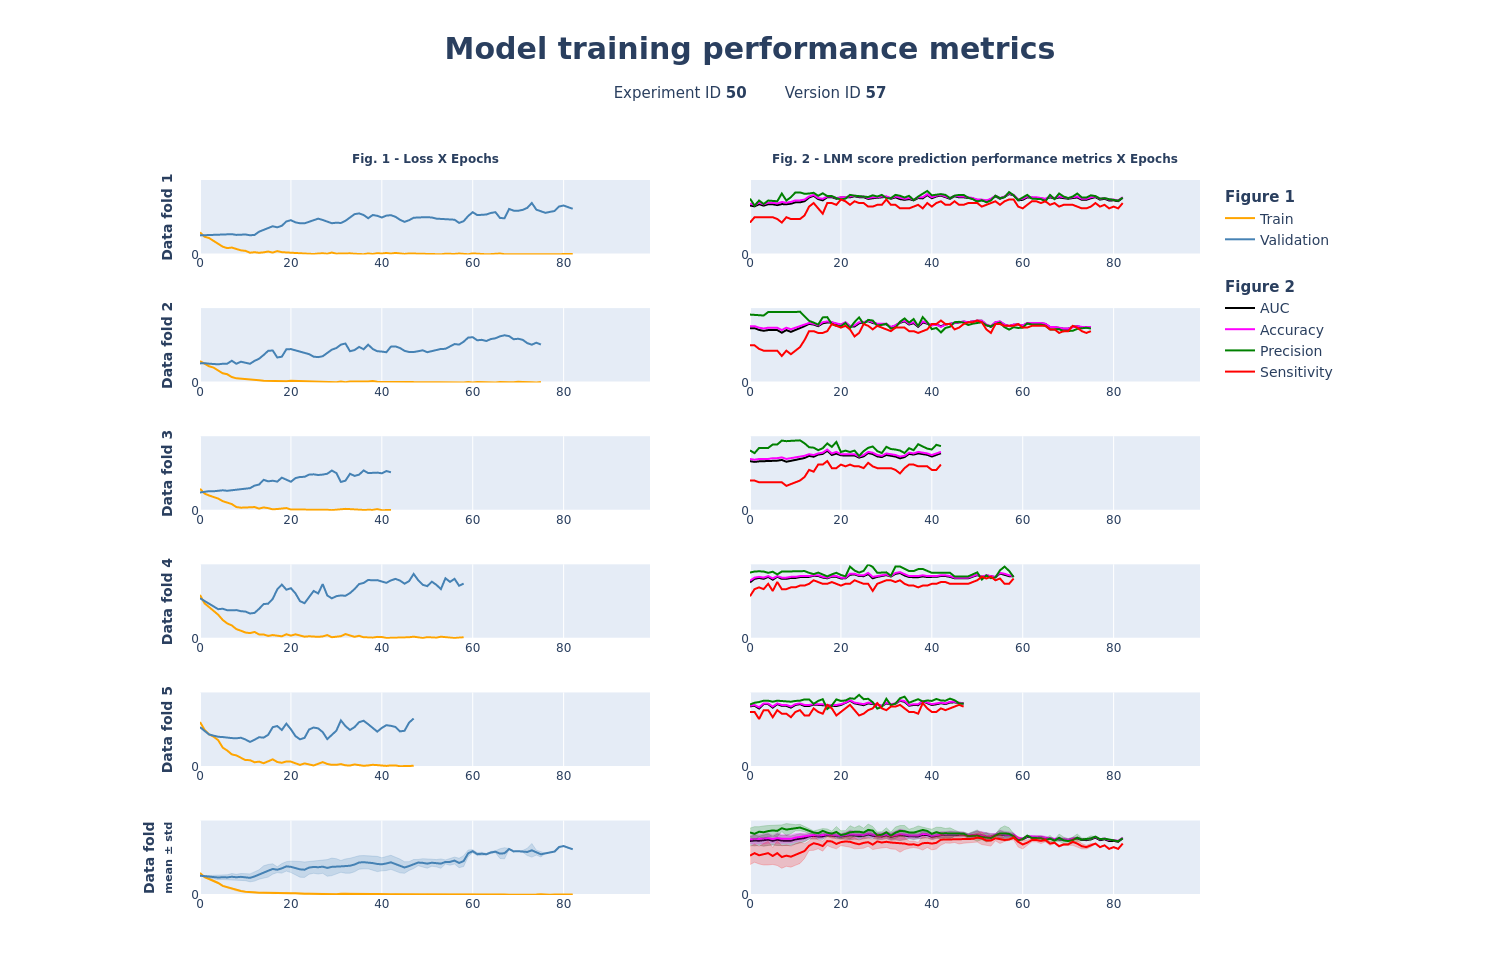 Model training performance metrics
Experiment ID 50 Version ID 57
Fig. 1 - Loss X Epochs
Fig. 2 - LNM score prediction performance metrics X Epochs
Data fold 1
0
0 20 40 60 80
0
0 20 40 60 80
Figure 1
Train
Validation
Figure 2
AUC
Accuracy
Precision
Sensitivity
Data fold 2
0
0 20 40 60 80
0
0 20 40 60 80
Data fold 3
0
0 20 40 60 80
0 20 40 60 80
Data fold 4
0
0 20 40 60 80
0
0 20 40 60 80
Data fold 5
0
0 20 40 60 80
0
0 20 40 60 80
Data fold
mean ± std
0
0 20 40 60 80
0
0 20 40 60 80